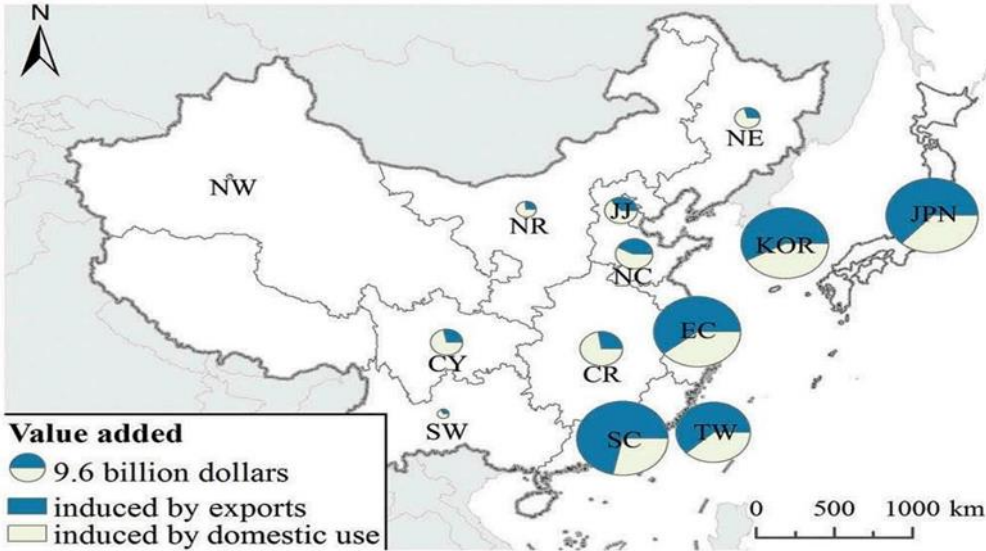 N
NE
NW
NR
JJ
JPN
KOR
NC
EC
CY
CR
SW
SC
TW
Value added
9.6 billion dollars
induced by exports
induced by domestic use
0 500 1000 km